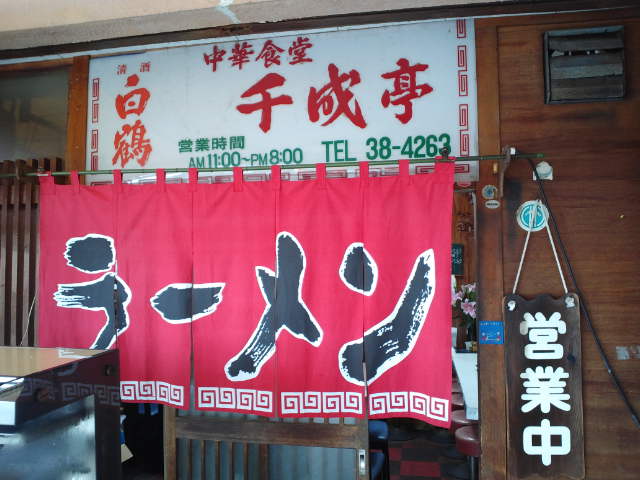 中華食堂
清酒
白鶴
千成亭
営業時間
AM11:00~PM8:00
TEL 38-4263
ラーメン
営業中